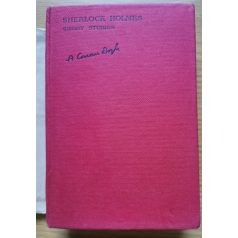 SHERLOCK HOLMES
SHORT STORIES
A Conan Doyle